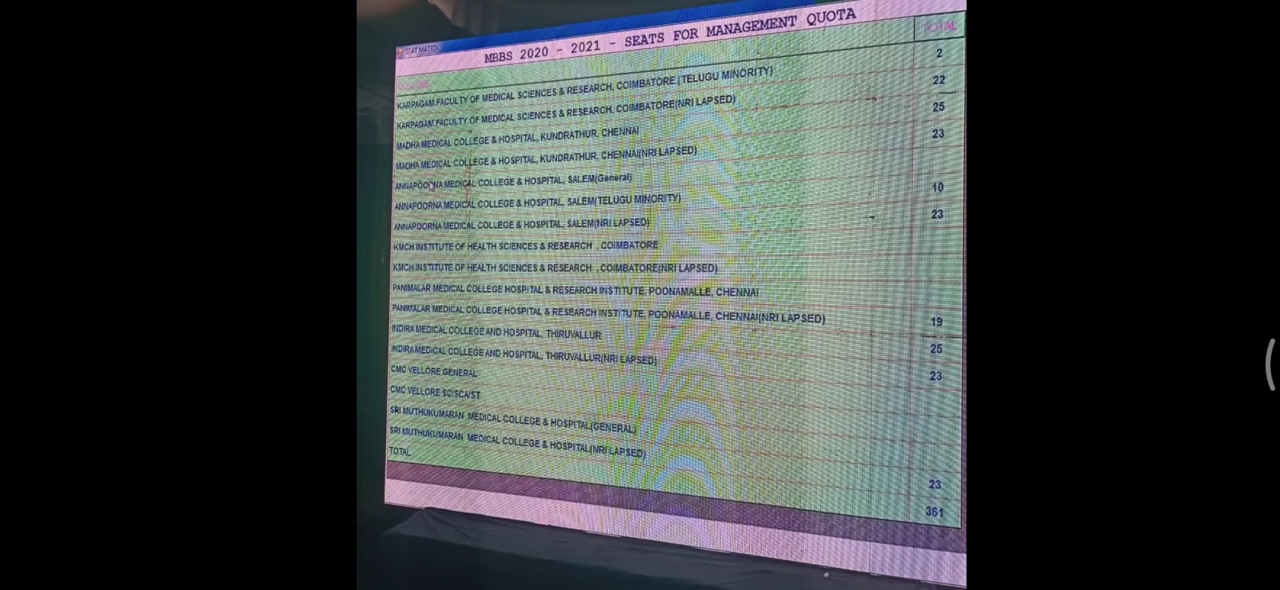 SEAT MATRIX
MBBS 2020 - 2021 - SEATS FOR MANAGEMENT QUOTA
TOTAL
KARPAGAM FACULTY OF MEDICAL SCIENCES & RESEARCH, COIMBATORE.(TELUGU MINORITY) 2
KARPAGAM FACULTY OF MEDICAL SCIENCES & RESEARCH, COIMBATORE(NRI LAPSED) 22
MADHA MEDICAL COLLEGE & HOSPITAL, KUNDRATHUR, CHENNAI 25
MADHA MEDICAL COLLEGE & HOSPITAL, KUNDRATHUR, CHENNAI(NRI LAPSED) 23
ANNAPOORNA MEDICAL COLLEGE & HOSPITAL, SALEM(General)
ANNAPOORNA MEDICAL COLLEGE & HOSPITAL, SALEM(TELUGU MINORITY) 10
ANNAPOORNA MEDICAL COLLEGE & HOSPITAL, SALEM(NRI LAPSED) 23
KMCH INSTITUTE OF HEALTH SCIENCES & RESEARCH , COIMBATORE
KMCH INSTITUTE OF HEALTH SCIENCES & RESEARCH , COIMBATORE(NRI LAPSED)
PANIMALAR MEDICAL COLLEGE HOSPITAL & RESEARCH INSTITUTE, POONAMALLE, CHENNAI
PANIMALAR MEDICAL COLLEGE HOSPITAL & RESEARCH INSTITUTE, POONAMALLE, CHENNAI(NRI LAPSED) 19
INDIRA MEDICAL COLLEGE AND HOSPITAL, THIRUVALLUR 25
INDIRA MEDICAL COLLEGE AND HOSPITAL, THIRUVALLUR(NRI LAPSED) 23
CMC VELLORE GENERAL
CMC VELLORE SC/SCA/ST
SRI MUTHUKUMARAN MEDICAL COLLEGE & HOSPITAL(GENERAL)
SRI MUTHUKUMARAN MEDICAL COLLEGE & HOSPITAL(NRI LAPSED) 23
TOTAL 361